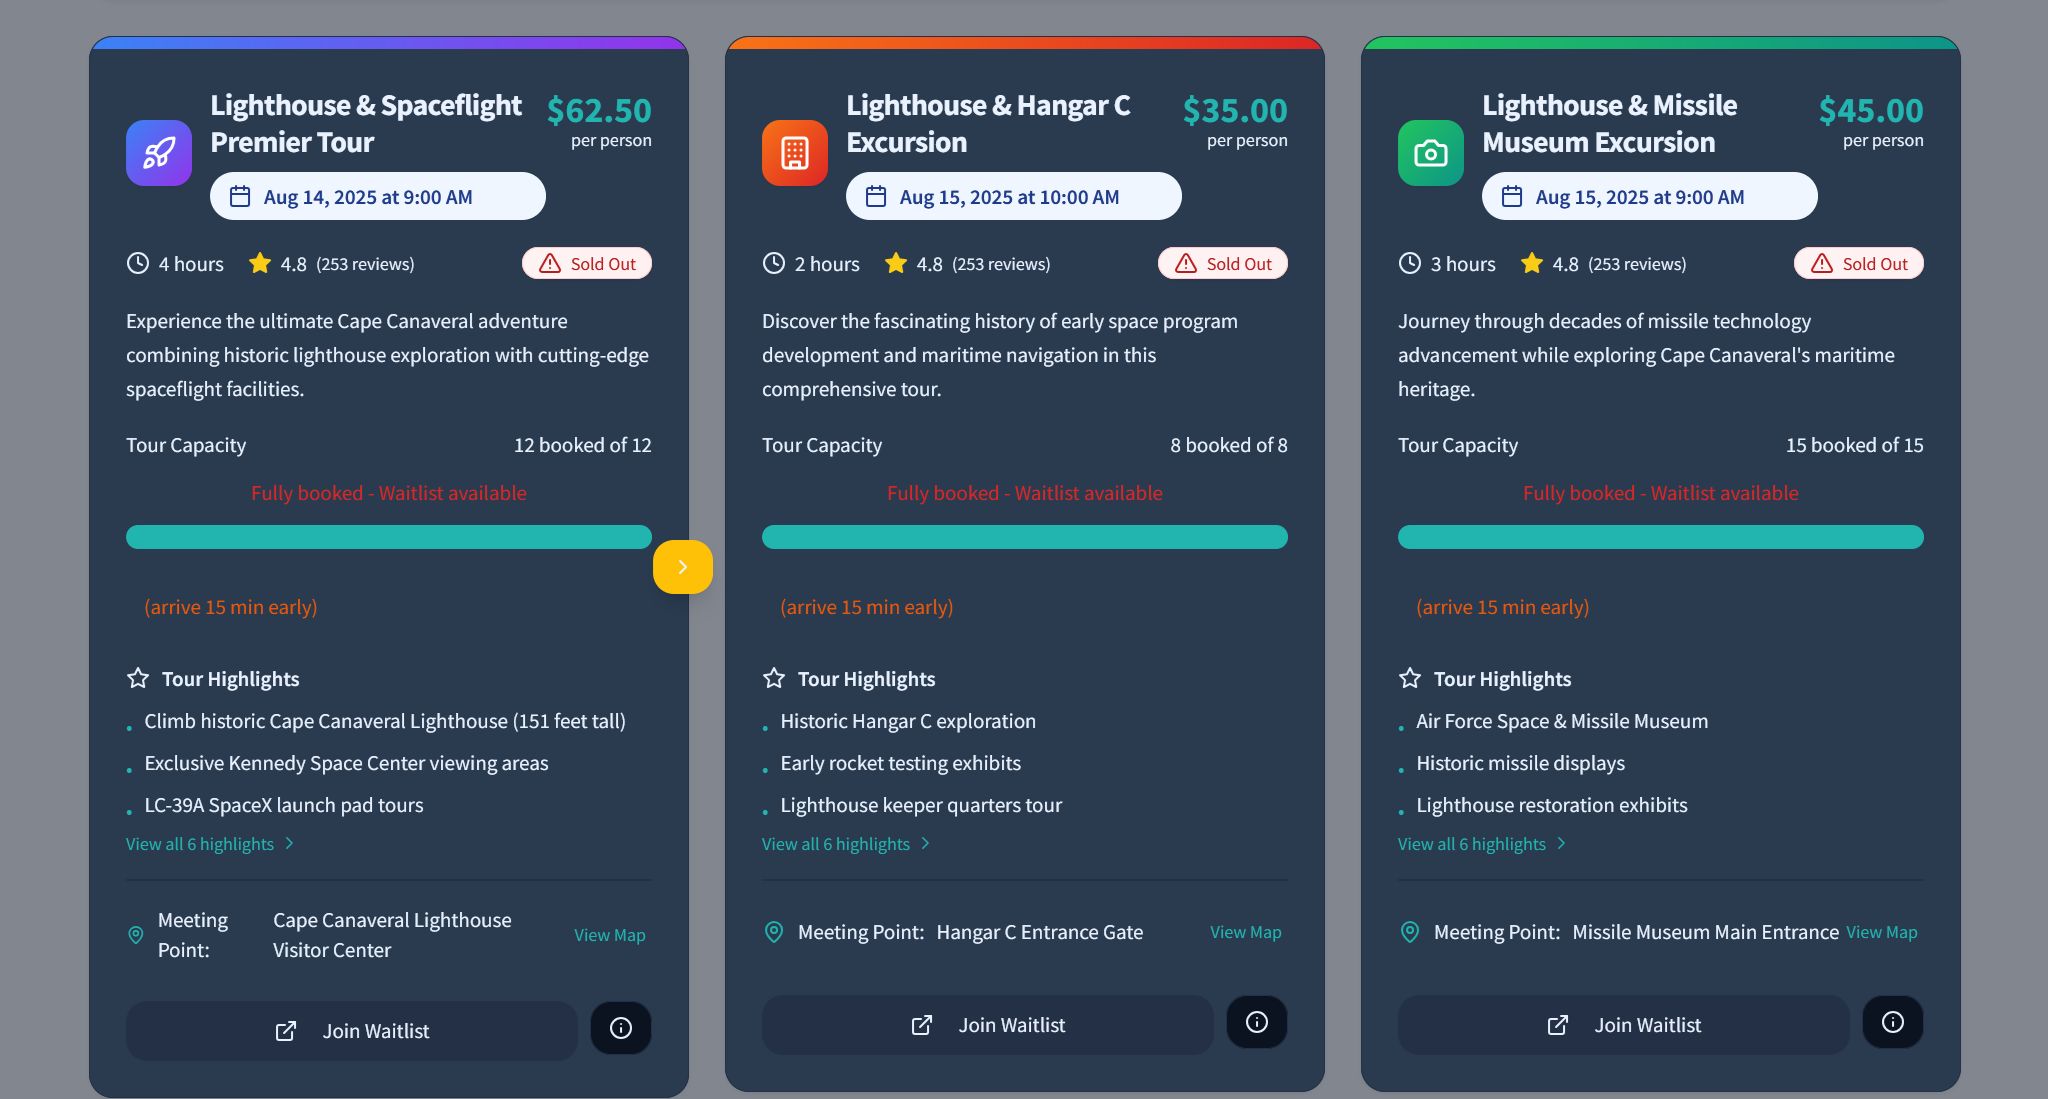 Lighthouse & Spaceflight
Premier Tour
$62.50
per person
Aug 14, 2025 at 9:00 AM
4 hours
4.8 (253 reviews)
Sold Out
Experience the ultimate Cape Canaveral adventure
combining historic lighthouse exploration with cutting-edge
spaceflight facilities.
Tour Capacity
12 booked of 12
Fully booked - Waitlist available
(arrive 15 min early)
Tour Highlights
Climb historic Cape Canaveral Lighthouse (151 feet tall)
Exclusive Kennedy Space Center viewing areas
LC-39A SpaceX launch pad tours
View all 6 highlights
Meeting
Point:
Cape Canaveral Lighthouse
Visitor Center
View Map
Join Waitlist
Lighthouse & Hangar C
Excursion
$35.00
per person
Aug 15, 2025 at 10:00 AM
2 hours
4.8 (253 reviews)
Sold Out
Discover the fascinating history of early space program
development and maritime navigation in this
comprehensive tour.
Tour Capacity
8 booked of 8
Fully booked - Waitlist available
(arrive 15 min early)
Tour Highlights
Historic Hangar C exploration
Early rocket testing exhibits
Lighthouse keeper quarters tour
View all 6 highlights
Meeting Point: Hangar C Entrance Gate
View Map
Join Waitlist
Lighthouse & Missile
Museum Excursion
$45.00
per person
Aug 15, 2025 at 9:00 AM
3 hours
4.8 (253 reviews)
Sold Out
Journey through decades of missile technology
advancement while exploring Cape Canaveral's maritime
heritage.
Tour Capacity
15 booked of 15
Fully booked - Waitlist available
(arrive 15 min early)
Tour Highlights
Air Force Space & Missile Museum
Historic missile displays
Lighthouse restoration exhibits
View all 6 highlights
Meeting Point: Missile Museum Main Entrance
View Map
Join Waitlist